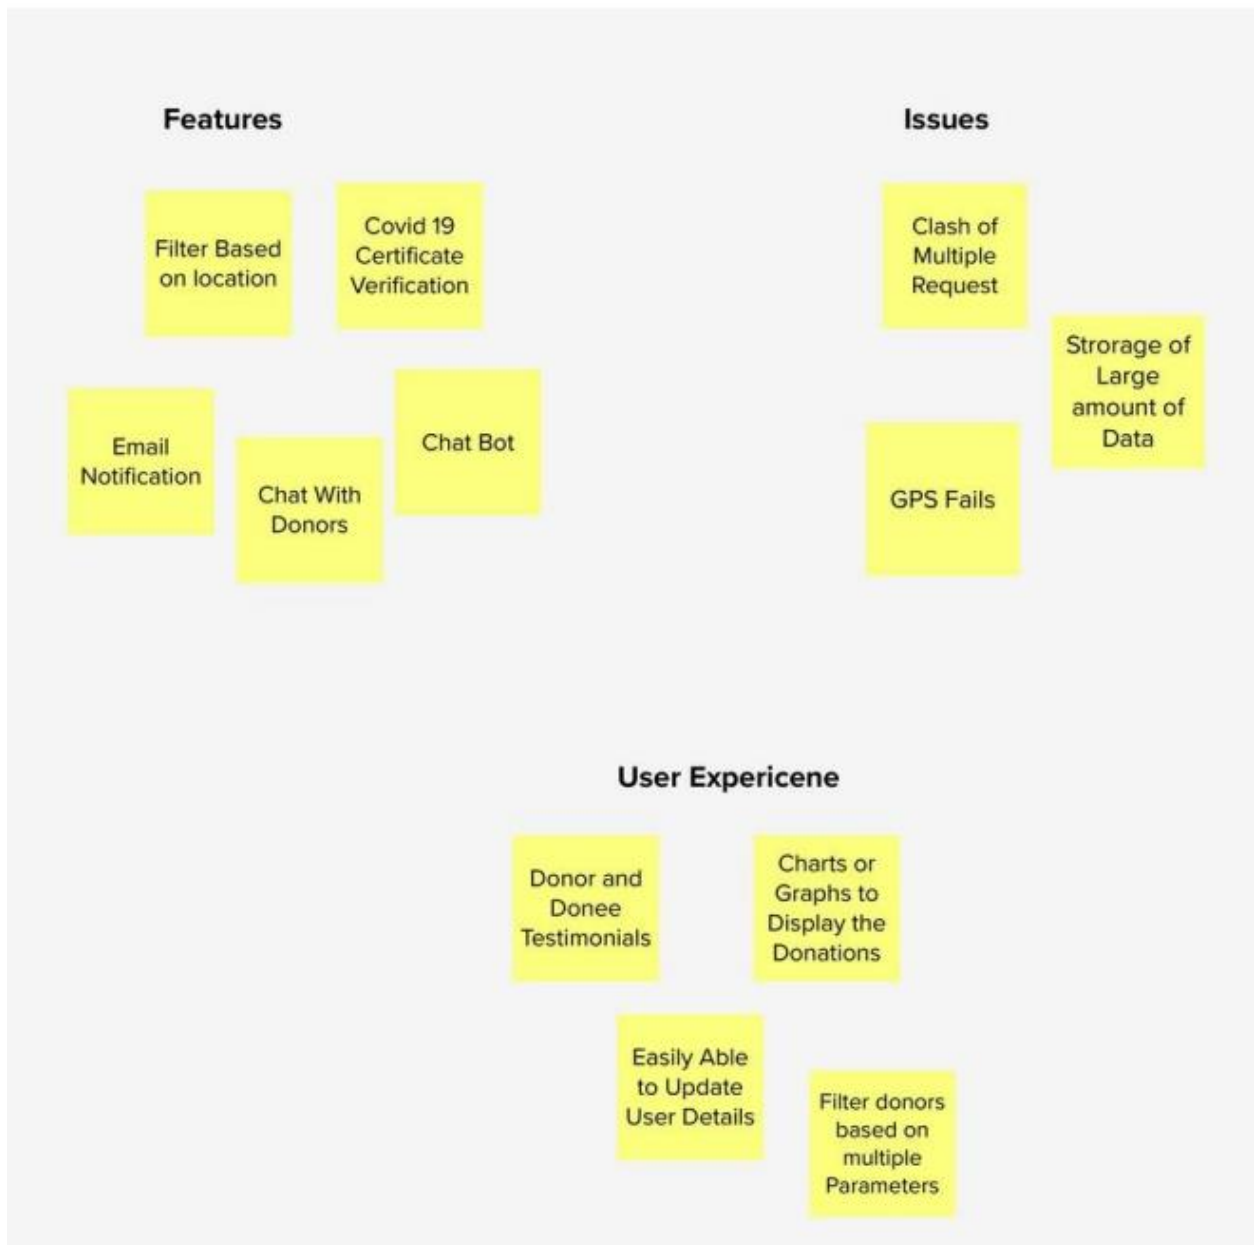 Features
Filter Based
on location
Covid 19
Certificate
Verification
Email
Notification
Chat With
Donors
Chat Bot
Issues
Clash of
Multiple
Request
Strorage of
Large
amount of
Data
GPS Fails
User Expericene
Donor and
Donee
Testimonials
Charts or
Graphs to
Display the
Donations
Easily Able
to Update
User Details
Filter donors
based on
multiple
Parameters